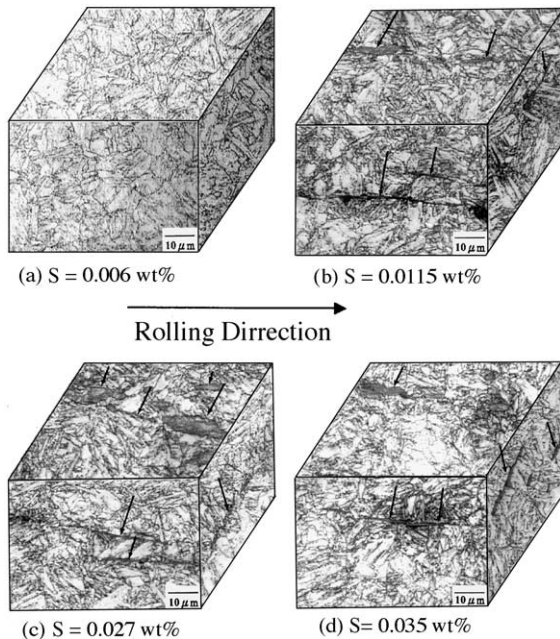 10 μm
10 μm
(a) S = 0.006 wt%
(b) S = 0.0115 wt%
Rolling Dirrection
10 μm
10 μm
(c) S = 0.027 wt%
(d) S= 0.035 wt%